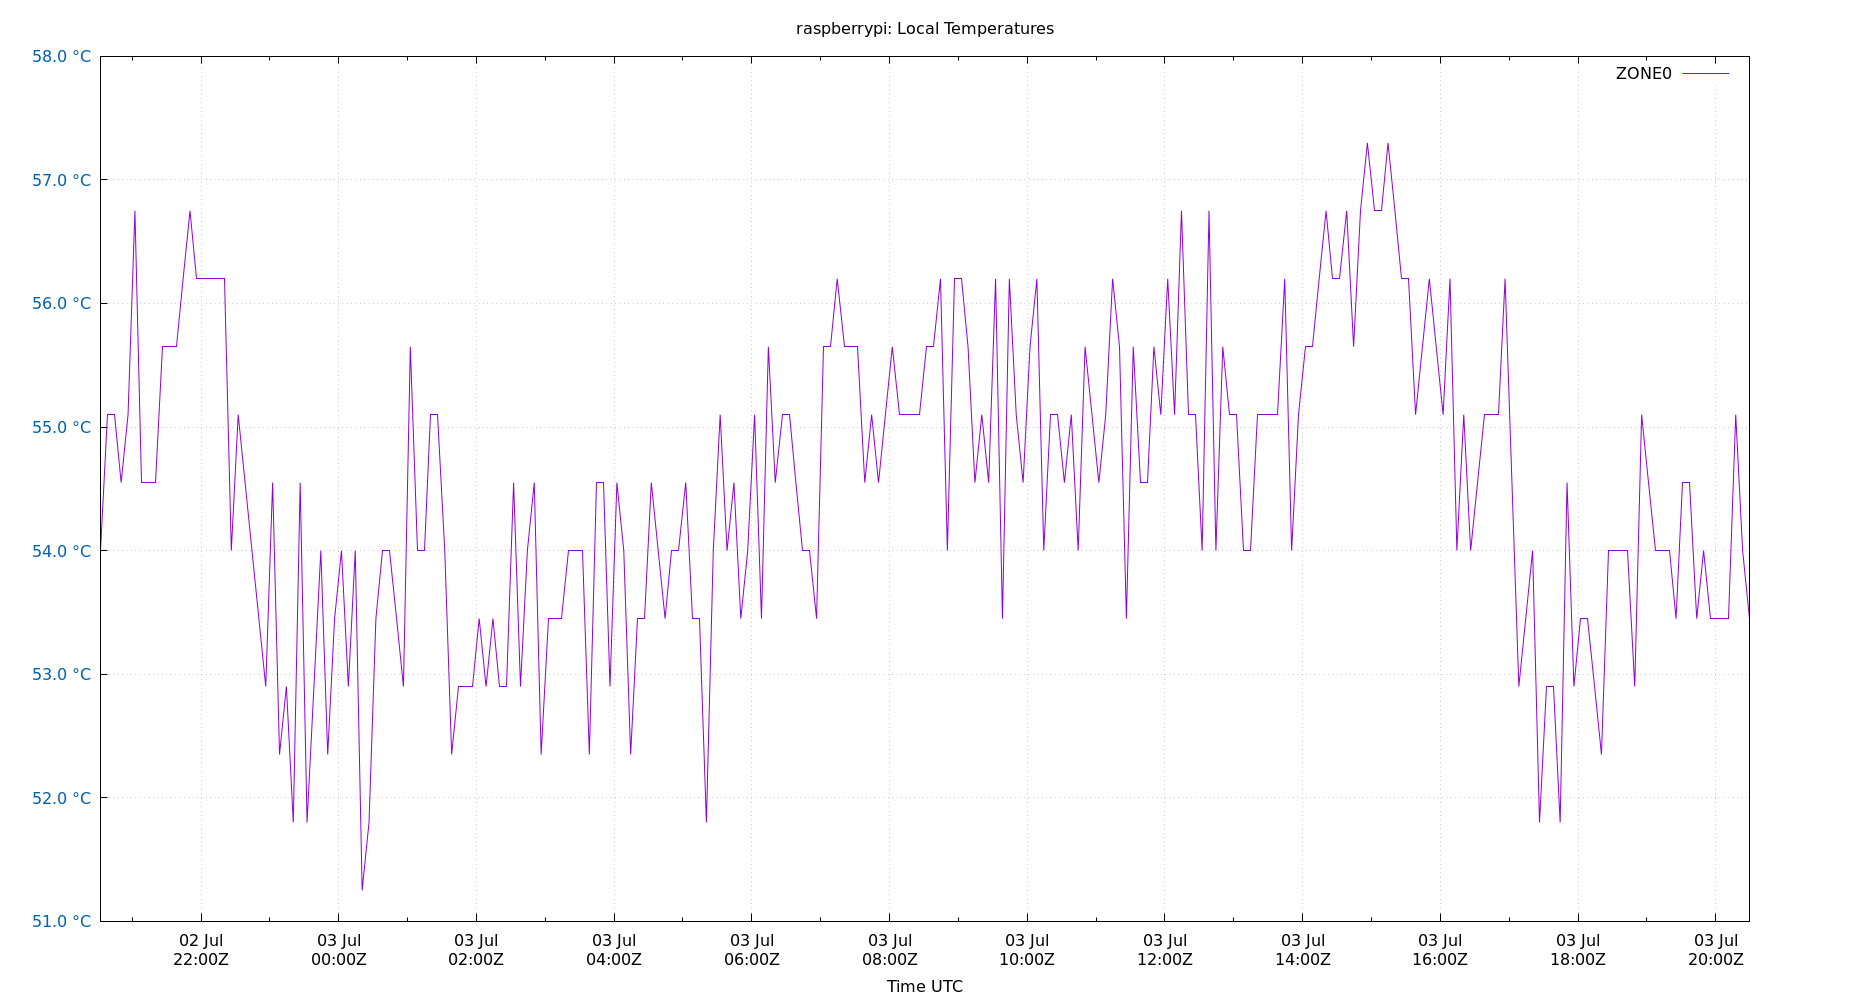 raspberrypi: Local Temperatures
58.0 °C
ZONE0
57.0 °C
56.0 °C
55.0 °C
54.0 °C
53.0 °C
52.0 °C
51.0 °C
02 Jul 03 Jul 03 Jul 03 Jul 03 Jul 03 Jul 03 Jul 03 Jul 03 Jul 03 Jul 03 Jul 03 Jul
22:00Z 00:00Z 02:00Z 04:00Z 06:00Z 08:00Z 10:00Z 12:00Z 14:00Z 16:00Z 18:00Z 20:00Z
Time UTC